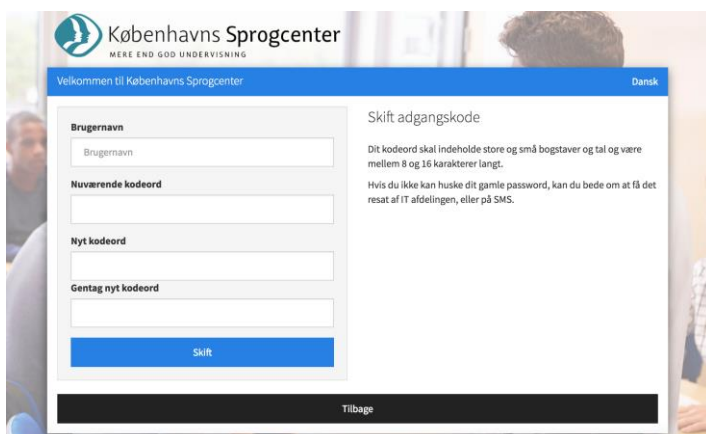 Københavns Sprogcenter
MERE END GOD UNDERVISNING
Velkommen til Københavns Sprogcenter
Dansk
Brugernavn
Brugernavn
Nuværende kodeord
Nyt kodeord
Gentag nyt kodeord
Skift
Skift adgangskode
Dit kodeord skal indeholde store og små bogstaver og tal og være
mellem 8 og 16 karakterer langt.
Hvis du ikke kan huske dit gamle password, kan du bede om at få det
resat af IT afdelingen, eller på SMS.
Tilbage